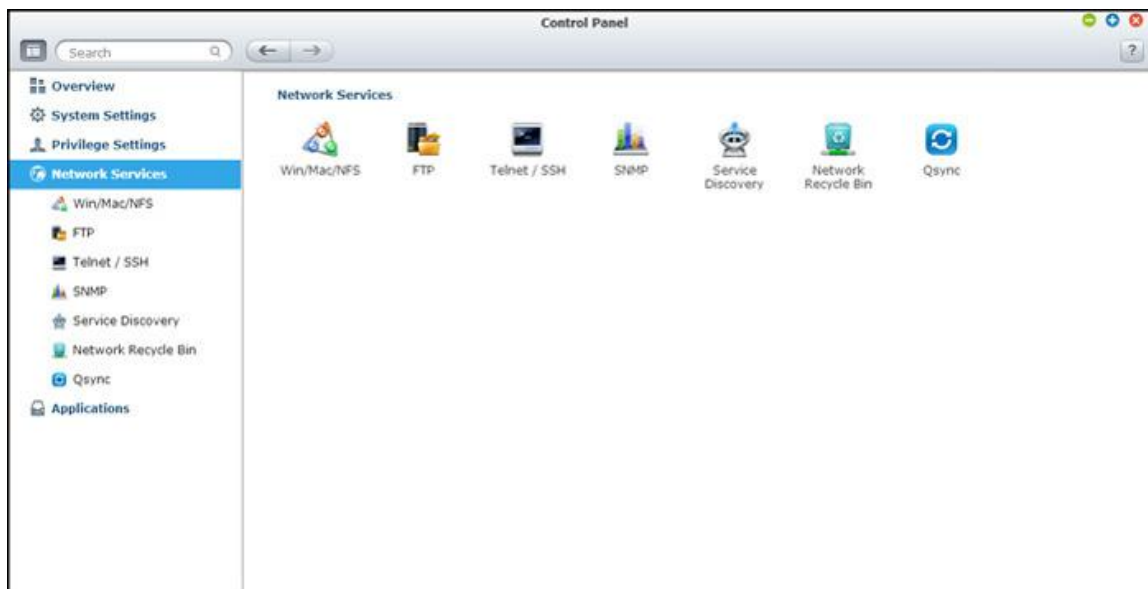 Control Panel
Search
?
Overview
System Settings
Privilege Settings
Network Services
Win/Mac/NFS
FTP
Telnet / SSH
SNMP
Service Discovery
Network Recycle Bin
Qsync
Applications
Network Services
Win/Mac/NFS
FTP
Telnet / SSH
SNMP
Service
Discovery
Network
Recycle Bin
Qsync